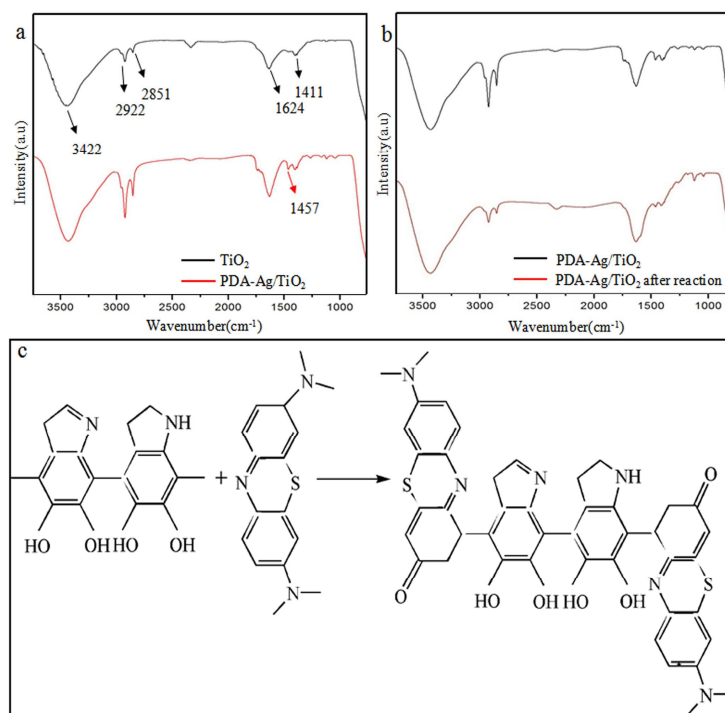 a
Intensity(a.u)
3422
2922
2851
1624
1411
1457
TiO₂
PDA-Ag/TiO₂
3500 3000 2500 2000 1500 1000
Wavenumber(cm⁻¹)
b
Intensity(a.u)
PDA-Ag/TiO₂
PDA-Ag/TiO₂ after reaction
3500 3000 2500 2000 1500 1000
Wavenumber(cm⁻¹)
c
N
NH
HO OH HO OH
+
N
N
S
N
N
S
N
N
NH
O
O
HO OH HO OH
N
S
N